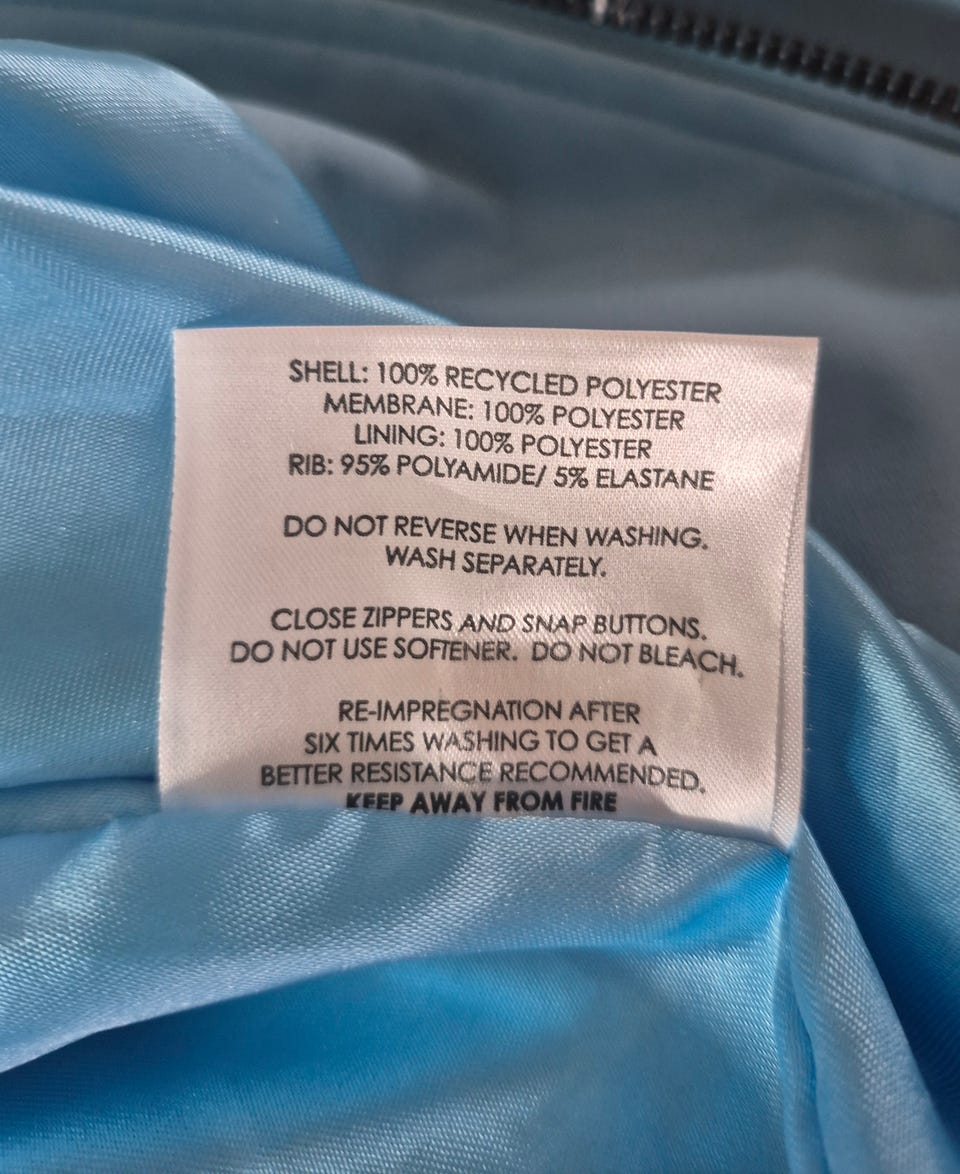 SHELL: 100% RECYCLED POLYESTER
MEMBRANE: 100% POLYESTER
LINING: 100% POLYESTER
RIB: 95% POLYAMIDE/ 5% ELASTANE
DO NOT REVERSE WHEN WASHING.
WASH SEPARATELY.
CLOSE ZIPPERS AND SNAP BUTTONS.
DO NOT USE SOFTENER. DO NOT BLEACH.
RE-IMPREGNATION AFTER
SIX TIMES WASHING TO GET A
BETTER RESISTANCE RECOMMENDED.
KEEP AWAY FROM FIRE